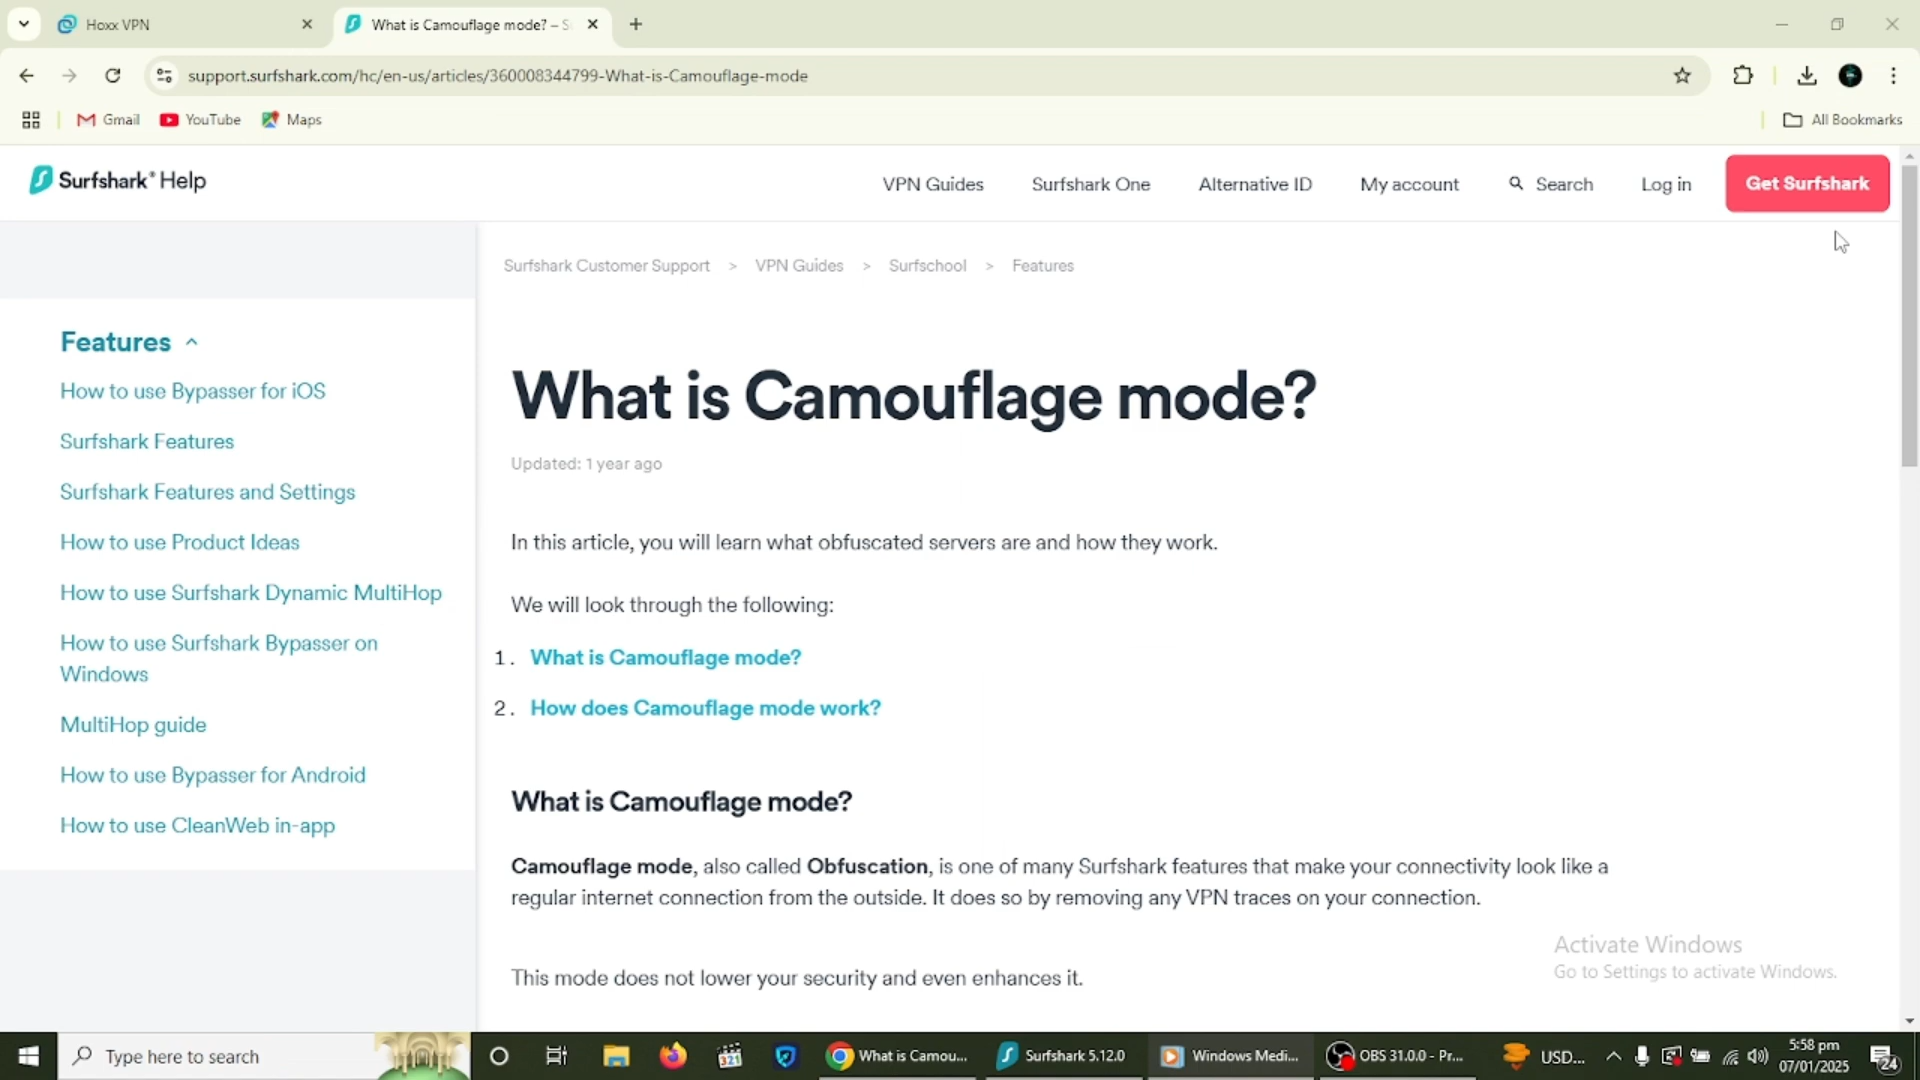 Hoxx VPN
What is Camouflage mode? – S
support.surfshark.com/hc/en-us/articles/360008344799-What-is-Camouflage-mode
Gmail
YouTube
Maps
All Bookmarks
Surfshark® Help
VPN Guides
Surfshark One
Alternative ID
My account
Search
Log in
Get Surfshark
Surfshark Customer Support > VPN Guides > Surfschool > Features
Features
How to use Bypasser for iOS
Surfshark Features
Surfshark Features and Settings
How to use Product Ideas
How to use Surfshark Dynamic MultiHop
How to use Surfshark Bypasser on
Windows
MultiHop guide
How to use Bypasser for Android
How to use CleanWeb in-app
What is Camouflage mode?
Updated: 1 year ago
In this article, you will learn what obfuscated servers are and how they work.
We will look through the following:
1. What is Camouflage mode?
2. How does Camouflage mode work?
What is Camouflage mode?
Camouflage mode, also called Obfuscation, is one of many Surfshark features that make your connectivity look like a
regular internet connection from the outside. It does so by removing any VPN traces on your connection.
This mode does not lower your security and even enhances it.
Activate Windows
Go to Settings to activate Windows.
Type here to search
321
What is Camou...
Surfshark 5.12.0
Windows Medi...
OBS 31.0.0 - Pr...
USD...
5:58 pm
07/01/2025
24